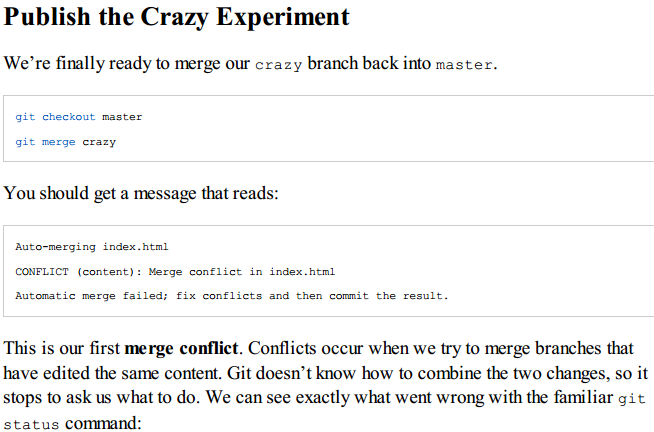 Publish the Crazy Experiment
We’re finally ready to merge our crazy branch back into master.
git checkout master
git merge crazy
You should get a message that reads:
Auto-merging index.html
CONFLICT (content): Merge conflict in index.html
Automatic merge failed; fix conflicts and then commit the result.
This is our first merge conflict. Conflicts occur when we try to merge branches that
have edited the same content. Git doesn’t know how to combine the two changes, so it
stops to ask us what to do. We can see exactly what went wrong with the familiar git
status command: